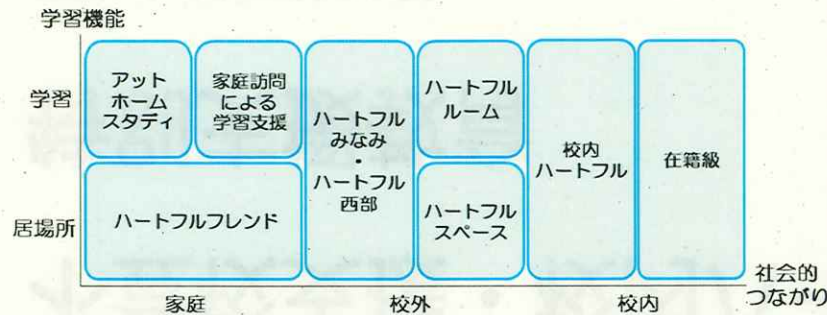 学習機能
学習
居場所
アット
ホーム
スタディ
家庭訪問
による
学習支援
ハートフルフレンド
ハートフル
みなみ
・
ハートフル
西部
ハートフル
ルーム
ハートフル
スペース
校内
ハートフル
在籍級
家庭
校外
校内
社会的
つながり